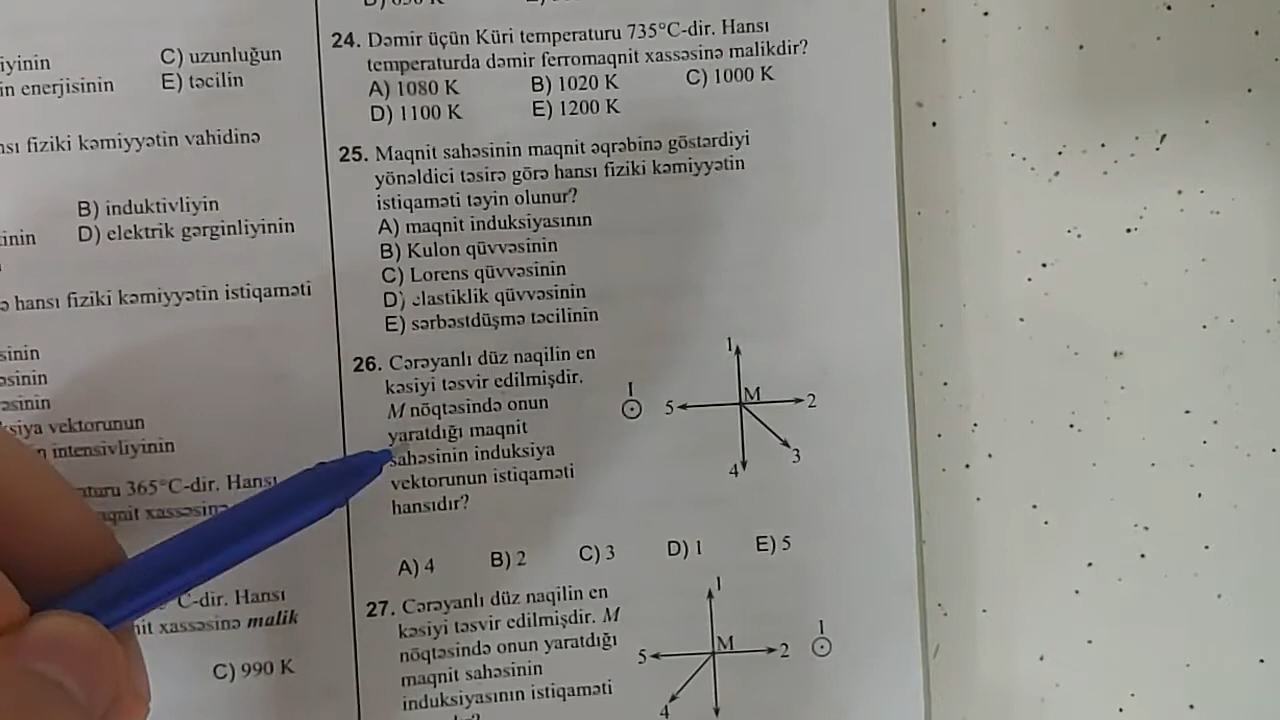 iyinin C) uzunluğun
in enerjisinin E) təcilin
fiziki kəmiyyətin vahidinə
B) induktivliyin
D) elektrik gərginliyinin
hansı fiziki kəmiyyətin istiqaməti
sinin
vektorunun
intensivliyinin
365°C-dir. Hansı
C-dir. Hansı
xassəsinə malik
C) 990 K
24. Dəmir üçün Küri temperaturu 735°C-dir. Hansı
temperaturda dəmir ferromaqnit xassəsinə malikdir?
A) 1080 K B) 1020 K C) 1000 K
D) 1100 K E) 1200 K
25. Maqnit sahəsinin maqnit əqrəbinə göstərdiyi
yönəldici təsirə görə hansı fiziki kəmiyyətin
istiqaməti təyin olunur?
A) maqnit induksiyasının
B) Kulon qüvvəsinin
C) Lorens qüvvəsinin
D) elastiklik qüvvəsinin
E) sərbəstdüşmə təcilinin
26. Cərəyanlı düz naqilin en
kəsiyi təsvir edilmişdir.
M nöqtəsində onun
yaratdığı maqnit
sahəsinin induksiya
vektorunun istiqaməti
hansıdır?
I
1
M
5
2
3
4
A) 4 B) 2 C) 3 D) 1 E) 5
27. Cərəyanlı düz naqilin en
kəsiyi təsvir edilmişdir. M
nöqtəsində onun yaratdığı
maqnit sahəsinin
induksiyasının istiqaməti
1
M
5
2
I
4